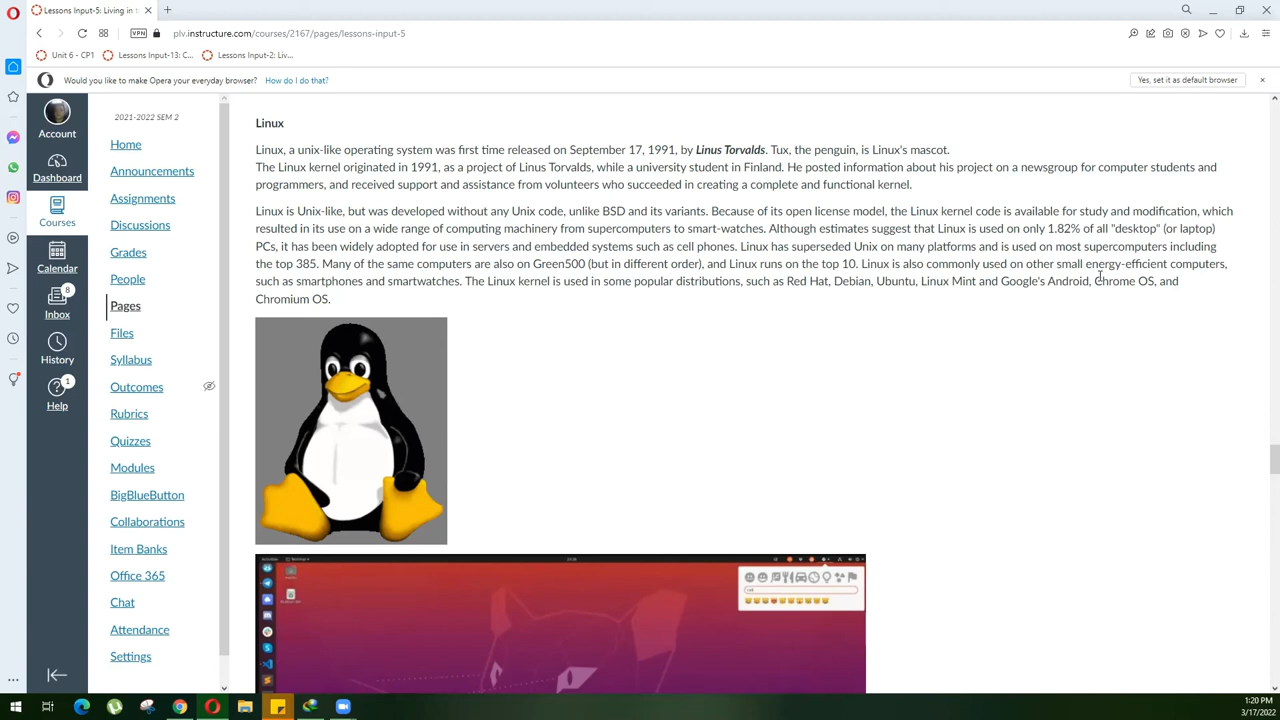 Lessons Input-5: Living in t
plv.instructure.com/courses/2167/pages/lessons-input-5
VPN
Unit 6 - CP1
Lessons Input-13: C...
Lessons Input-2: Liv...
Would you like to make Opera your everyday browser?
How do I do that?
Yes, set it as default browser
Account
Dashboard
Courses
Calendar
8
Inbox
History
1
Help
2021-2022 SEM 2
Home
Announcements
Assignments
Discussions
Grades
People
Pages
Files
Syllabus
Outcomes
Rubrics
Quizzes
Modules
BigBlueButton
Collaborations
Item Banks
Office 365
Chat
Attendance
Settings
Linux
Linux, a unix-like operating system was first time released on September 17, 1991, by Linus Torvalds. Tux, the penguin, is Linux's mascot.
The Linux kernel originated in 1991, as a project of Linus Torvalds, while a university student in Finland. He posted information about his project on a newsgroup for computer students and
programmers, and received support and assistance from volunteers who succeeded in creating a complete and functional kernel.
Linux is Unix-like, but was developed without any Unix code, unlike BSD and its variants. Because of its open license model, the Linux kernel code is available for study and modification, which
resulted in its use on a wide range of computing machinery from supercomputers to smart-watches. Although estimates suggest that Linux is used on only 1.82% of all "desktop" (or laptop)
PCs, it has been widely adopted for use in servers and embedded systems such as cell phones. Linux has superseded Unix on many platforms and is used on most supercomputers including
the top 385. Many of the same computers are also on Green500 (but in different order), and Linux runs on the top 10. Linux is also commonly used on other small energy-efficient computers,
such as smartphones and smartwatches. The Linux kernel is used in some popular distributions, such as Red Hat, Debian, Ubuntu, Linux Mint and Google's Android, Chrome OS, and
Chromium OS.
1:20 PM
3/17/2022